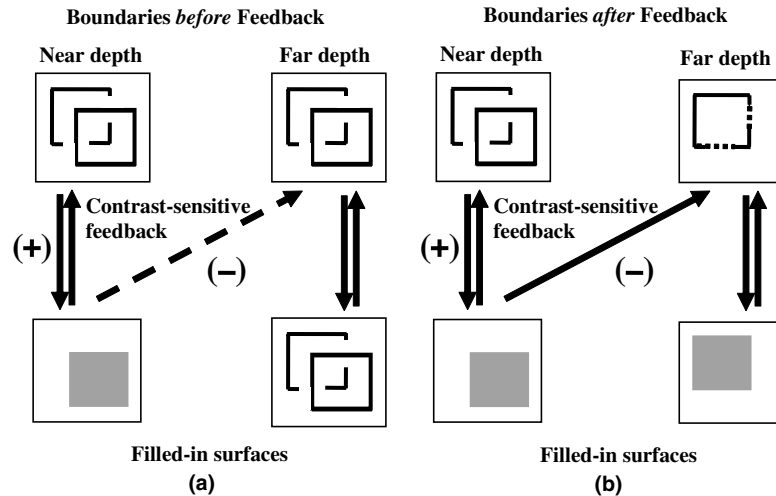 Boundaries before Feedback
Near depth
Far depth
Contrast-sensitive
feedback
(+)
(–)
Filled-in surfaces
(a)
Boundaries after Feedback
Near depth
Far depth
Contrast-sensitive
feedback
(+)
(–)
Filled-in surfaces
(b)